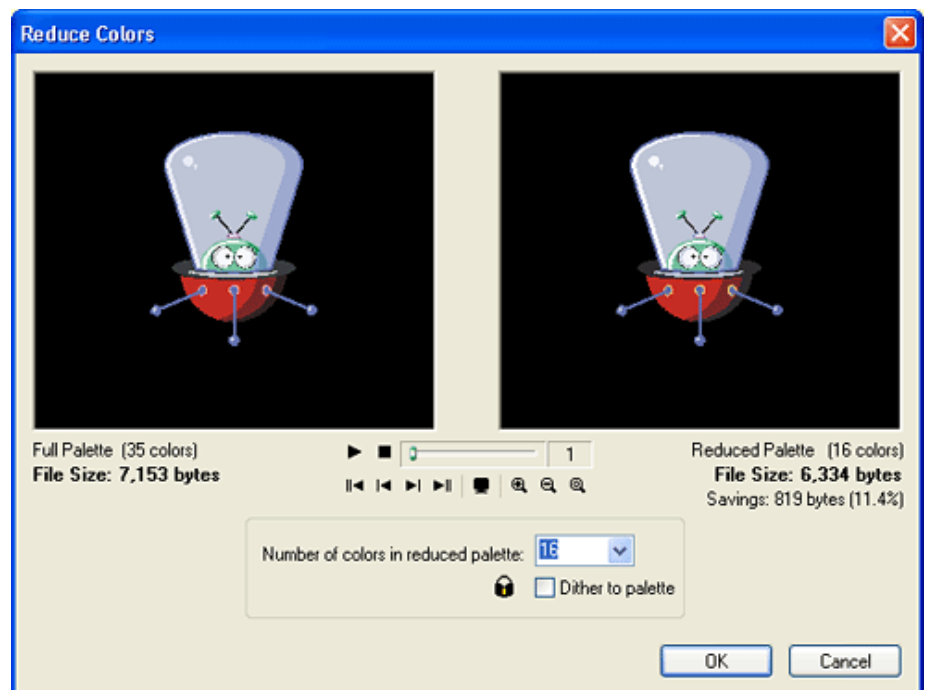 Reduce Colors
Full Palette (35 colors)
File Size: 7,153 bytes
1
Reduced Palette (16 colors)
File Size: 6,334 bytes
Savings: 819 bytes (11.4%)
Number of colors in reduced palette: 16
Dither to palette
OK Cancel